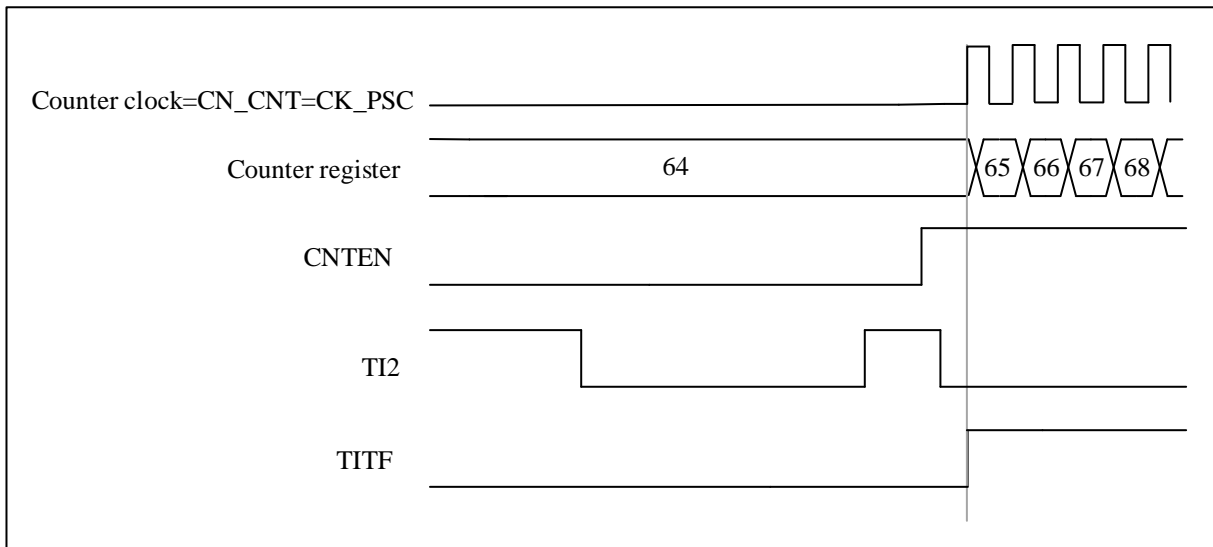 Counter clock=CN_CNT=CK_PSC
Counter register 64 65 66 67 68
CNTEN
TI2
TITF